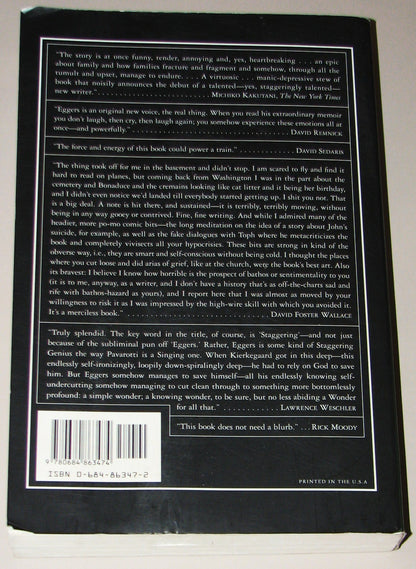 "The story is at once funny, tender, annoying and, yes, heartbreaking . . . an epic
about family and how families fracture and fragment and somehow, through all the
tumult and upset, manage to endure. . . . A virtuosic . . . manic-depressive stew of
book that noisily announces the debut of a talented—yes, staggeringly talented—
new writer." . . . . . . . . . . . . . . . . . . . . MICHIKO KAKUTANI, The New York Times
"Eggers is an original new voice, the real thing. When you read his extraordinary memoir
you don't laugh, then cry, then laugh again; you somehow experience these emotions all at
once—and powerfully." . . . . . . . . . . . . . . . . . . . . DAVID REMNICK
"The force and energy of this book could power a train." . . . . . . . . . . DAVID SEDARIS
"The thing took off for me in the basement and didn't stop. I am scared to fly and find it
hard to read on planes, but coming back from Washington I was in the part about the
cemetery and Bonaduce and the cremains looking like cat litter and it being her birthday,
and I didn't even notice we'd landed till everybody started getting up. I shit you not. That
is a big deal. A note is hit there, and sustained—it is terribly, terribly moving, without
being in any way gooey or contrived. Fine, fine writing. And while I admired many of the
headier, more po-mo comic bits—the long meditation on the idea of a story about John's
suicide, for example, as well as the fake dialogues with Toph where he metacriticizes the
book and completely vivisects all your hypocrisies. These bits are strong in kind of the
obverse way, i.e., they are smart and self-conscious without being cold. I thought the places
where you cut loose and did arias of grief, like at the church, were the book's best art. Also
its bravest: I believe I know how horrible is the prospect of bathos or sentimentality to you
(it is to me, anyway, as a writer, and I don't have a history that's as off-the-charts sad and
rife with bathos-hazard as yours), and I report here that I was almost as moved by your
willingness to risk it as I was impressed by the high-wire skill with which you avoided it.
It's a merciless book." . . . . . . . . . . . . . . . . . . . . DAVID FOSTER WALLACE
"Truly splendid. The key word in the title, of course, is 'Staggering'—and not just
because of the subliminal pun off 'Eggers.' Rather, Eggers is some kind of Staggering
Genius the way Pavarotti is a Singing one. When Kierkegaard got in this deep—this
endlessly self-ironizingly, loopily down-spiralingly deep—he had to rely on God to save
him. But Eggers somehow manages to save himself—all his endlessly knowing self-
undercutting somehow managing to cut clean through to something more bottomlessly
profound: a simple wonder; a knowing wonder, to be sure, but no less abiding a Wonder
for all that." . . . . . . . . . . . . LAWRENCE WESCHLER
"This book does not need a blurb." . . . RICK MOODY
9 780684 863474
ISBN 0-684-86347-2
PRINTED IN THE U.S.A